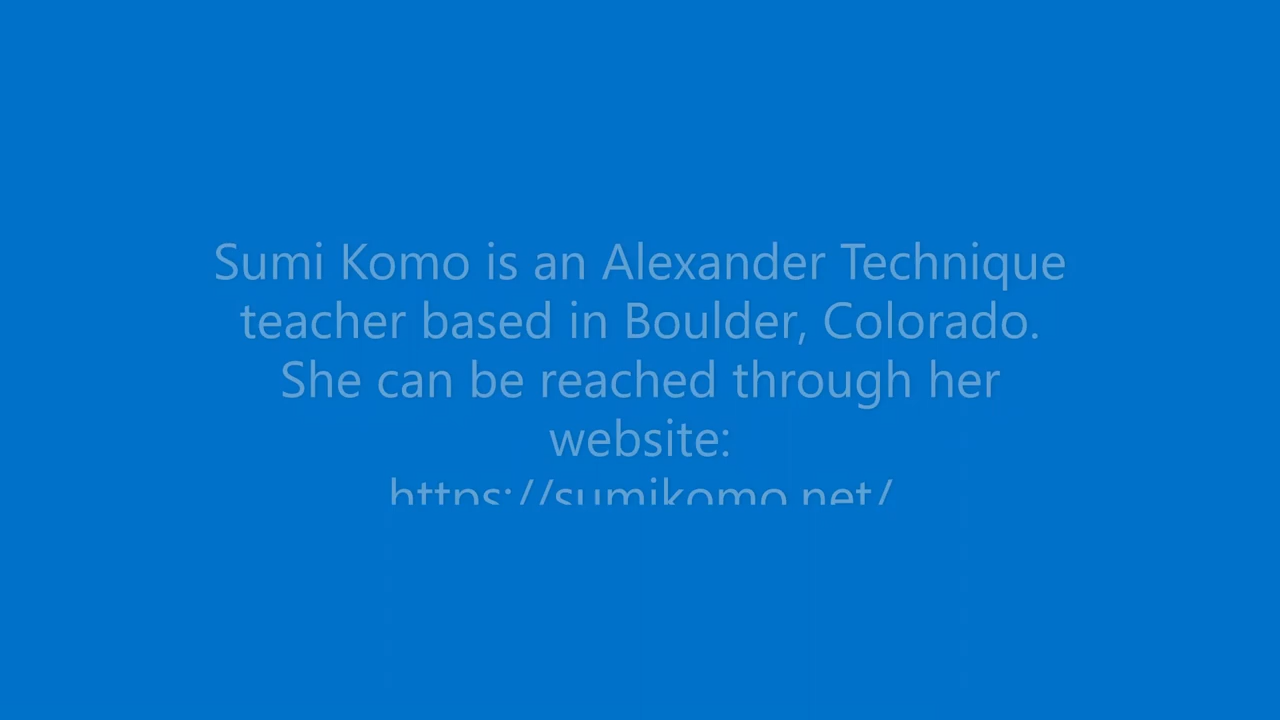 Sumi Komo is an Alexander Technique
teacher based in Boulder, Colorado.
She can be reached through her
website:
https://sumikomo.net/